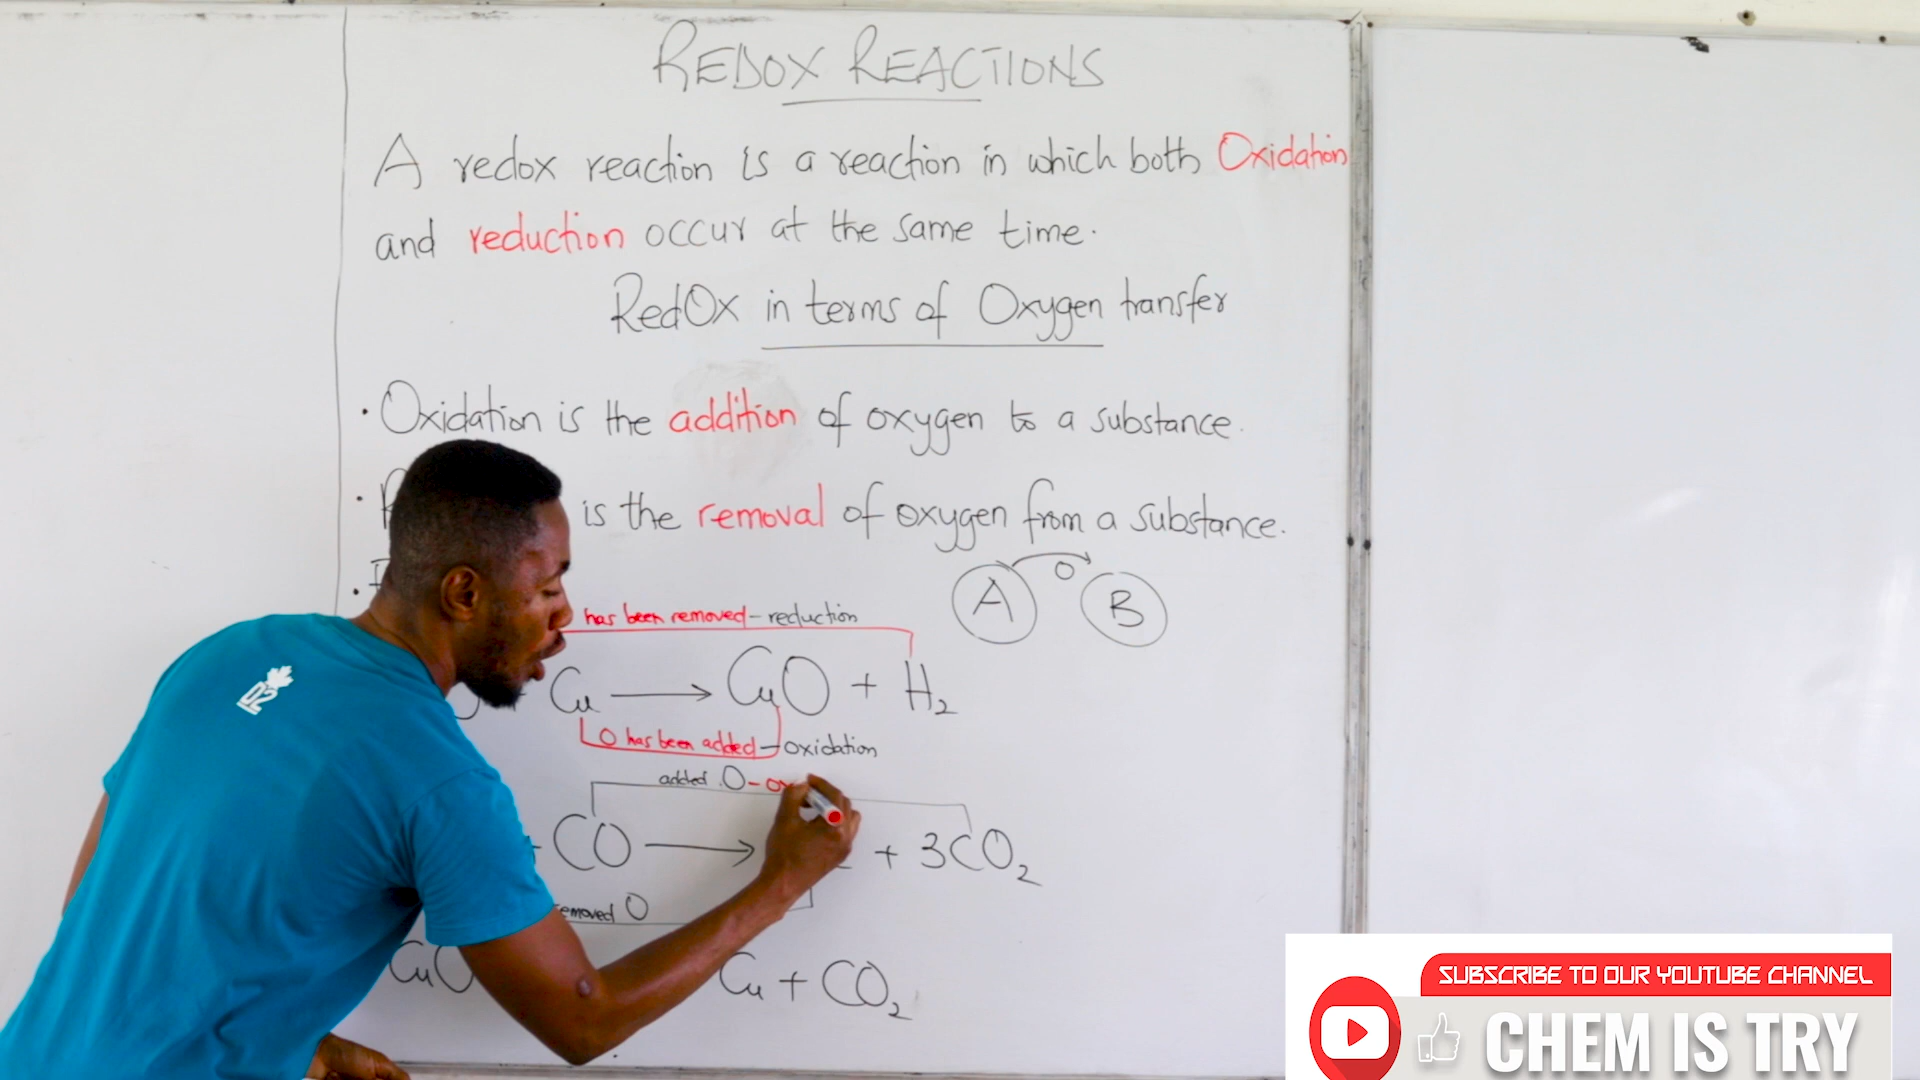 REDOX REACTIONS
A redox reaction is a reaction in which both Oxidation
and reduction occur at the same time.
RedOx in terms of Oxygen transfer
• Oxidation is the addition of oxygen to a substance.
• is the removal of oxygen from a substance.
A O B
has been removed - reduction
+ Cu → CuO + H2
O has been added - oxidation
added O - ox
+ CO → + 3CO2
removed O
CuO Cu + CO2
D2
SUBSCRIBE TO OUR YOUTUBE CHANNEL
CHEM IS TRY